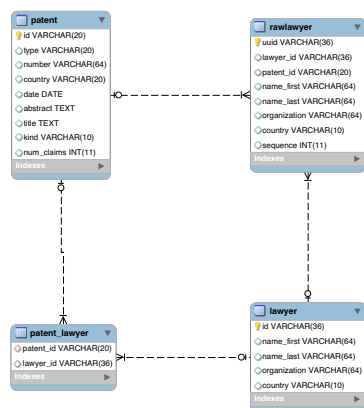 patent
id VARCHAR(20)
type VARCHAR(20)
number VARCHAR(64)
country VARCHAR(20)
date DATE
abstract TEXT
title TEXT
kind VARCHAR(10)
num_claims INT(11)
Indexes
rawlawyer
uuid VARCHAR(36)
lawyer_id VARCHAR(36)
patent_id VARCHAR(20)
name_first VARCHAR(64)
name_last VARCHAR(64)
organization VARCHAR(64)
country VARCHAR(10)
sequence INT(11)
Indexes
patent_lawyer
patent_id VARCHAR(20)
lawyer_id VARCHAR(36)
Indexes
lawyer
id VARCHAR(36)
name_first VARCHAR(64)
name_last VARCHAR(64)
organization VARCHAR(64)
country VARCHAR(10)
Indexes